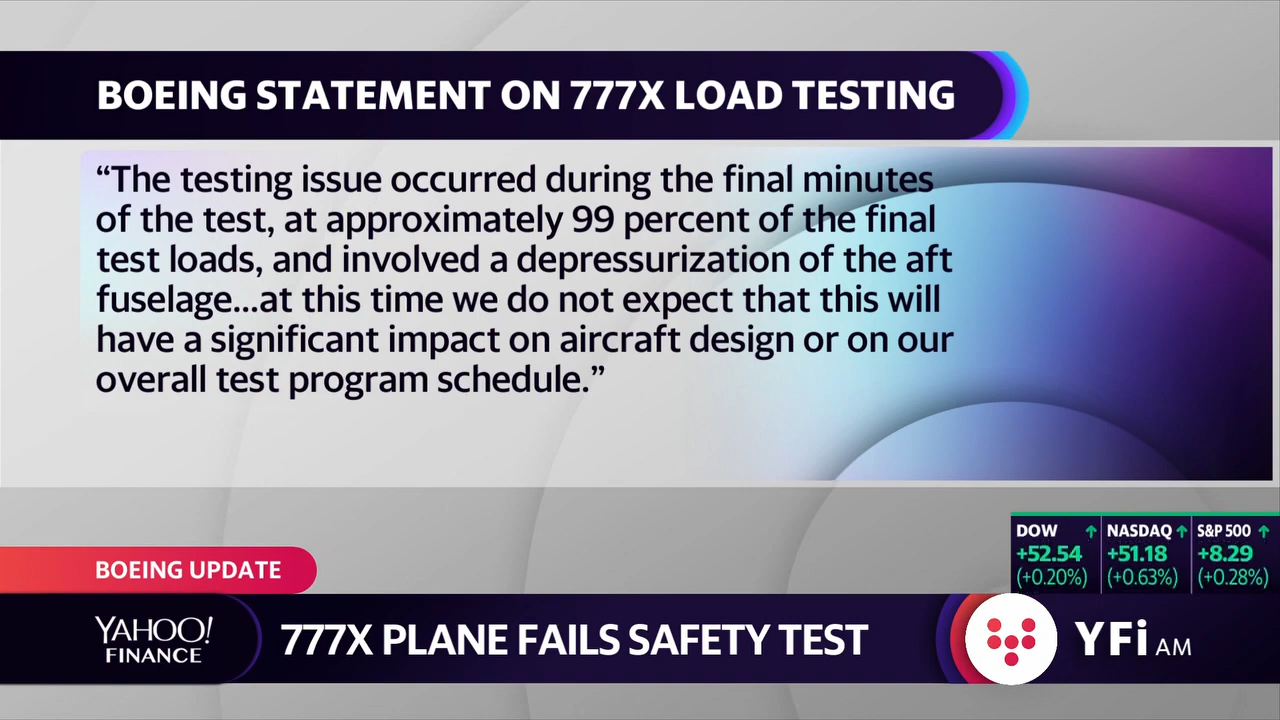 BOEING STATEMENT ON 777X LOAD TESTING
“The testing issue occurred during the final minutes
of the test, at approximately 99 percent of the final
test loads, and involved a depressurization of the aft
fuselage...at this time we do not expect that this will
have a significant impact on aircraft design or on our
overall test program schedule.”
DOW NASDAQ S&P 500
+52.54 +51.18 +8.29
(+0.20%) (+0.63%) (+0.28%)
BOEING UPDATE
YAHOO!
FINANCE
777X PLANE FAILS SAFETY TEST
YFi AM